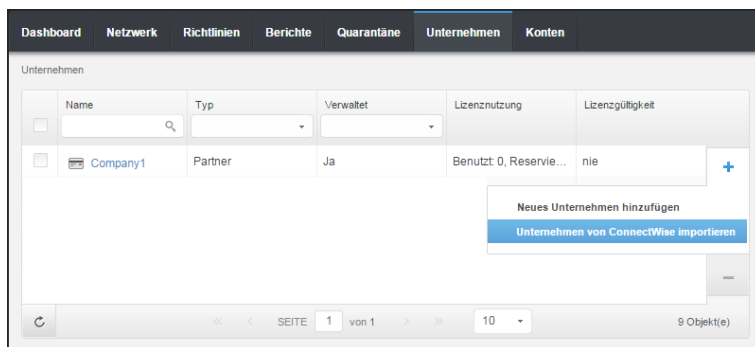 Dashboard Netzwerk Richtlinien Berichte Quarantäne Unternehmen Konten
Unternehmen
Name Typ Verwaltet Lizenznutzung Lizenzgültigkeit
Company1 Partner Ja Benutzt: 0, Reservie... nie
Neues Unternehmen hinzufügen
Unternehmen von ConnectWise importieren
SEITE 1 von 1 10 9 Objekt(e)